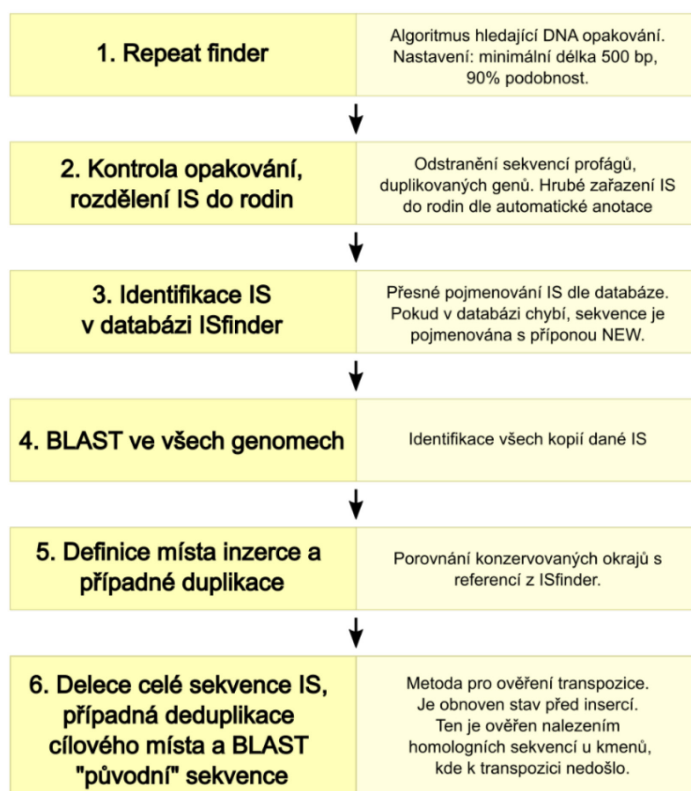 1. Repeat finder
Algoritmus hledající DNA opakování.
Nastavení: minimální délka 500 bp,
90% podobnost.
2. Kontrola opakování,
rozdělení IS do rodin
Odstranění sekvencí profágů,
duplikovaných genů. Hrubé zařazení IS
do rodin dle automatické anotace
3. Identifikace IS
v databázi ISfinder
Přesné pojmenování IS dle databáze.
Pokud v databázi chybí, sekvence je
pojmenována s příponou NEW.
4. BLAST ve všech genomech
Identifikace všech kopií dané IS
5. Definice místa inzerce a
případné duplikace
Porovnání konzervovaných okrajů s
referencí z ISfinder.
6. Delece celé sekvence IS,
případná deduplikace
cílového místa a BLAST
"původní" sekvence
Metoda pro ověření transpozice.
Je obnoven stav před insercí.
Ten je ověřen nalezením
homologních sekvencí u kmenů,
kde k transpozici nedošlo.